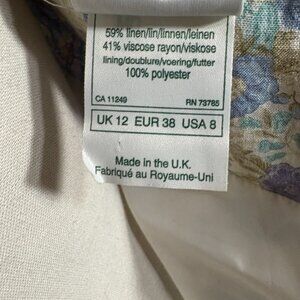 59% linen/lin/linnen/leinen
41% viscose rayon/viskose
lining/doublure/voering/futter
100% polyester
CA 11249 RN 73785
UK 12 EUR 38 USA 8
Made in the U.K.
Fabriqué au Royaume-Uni